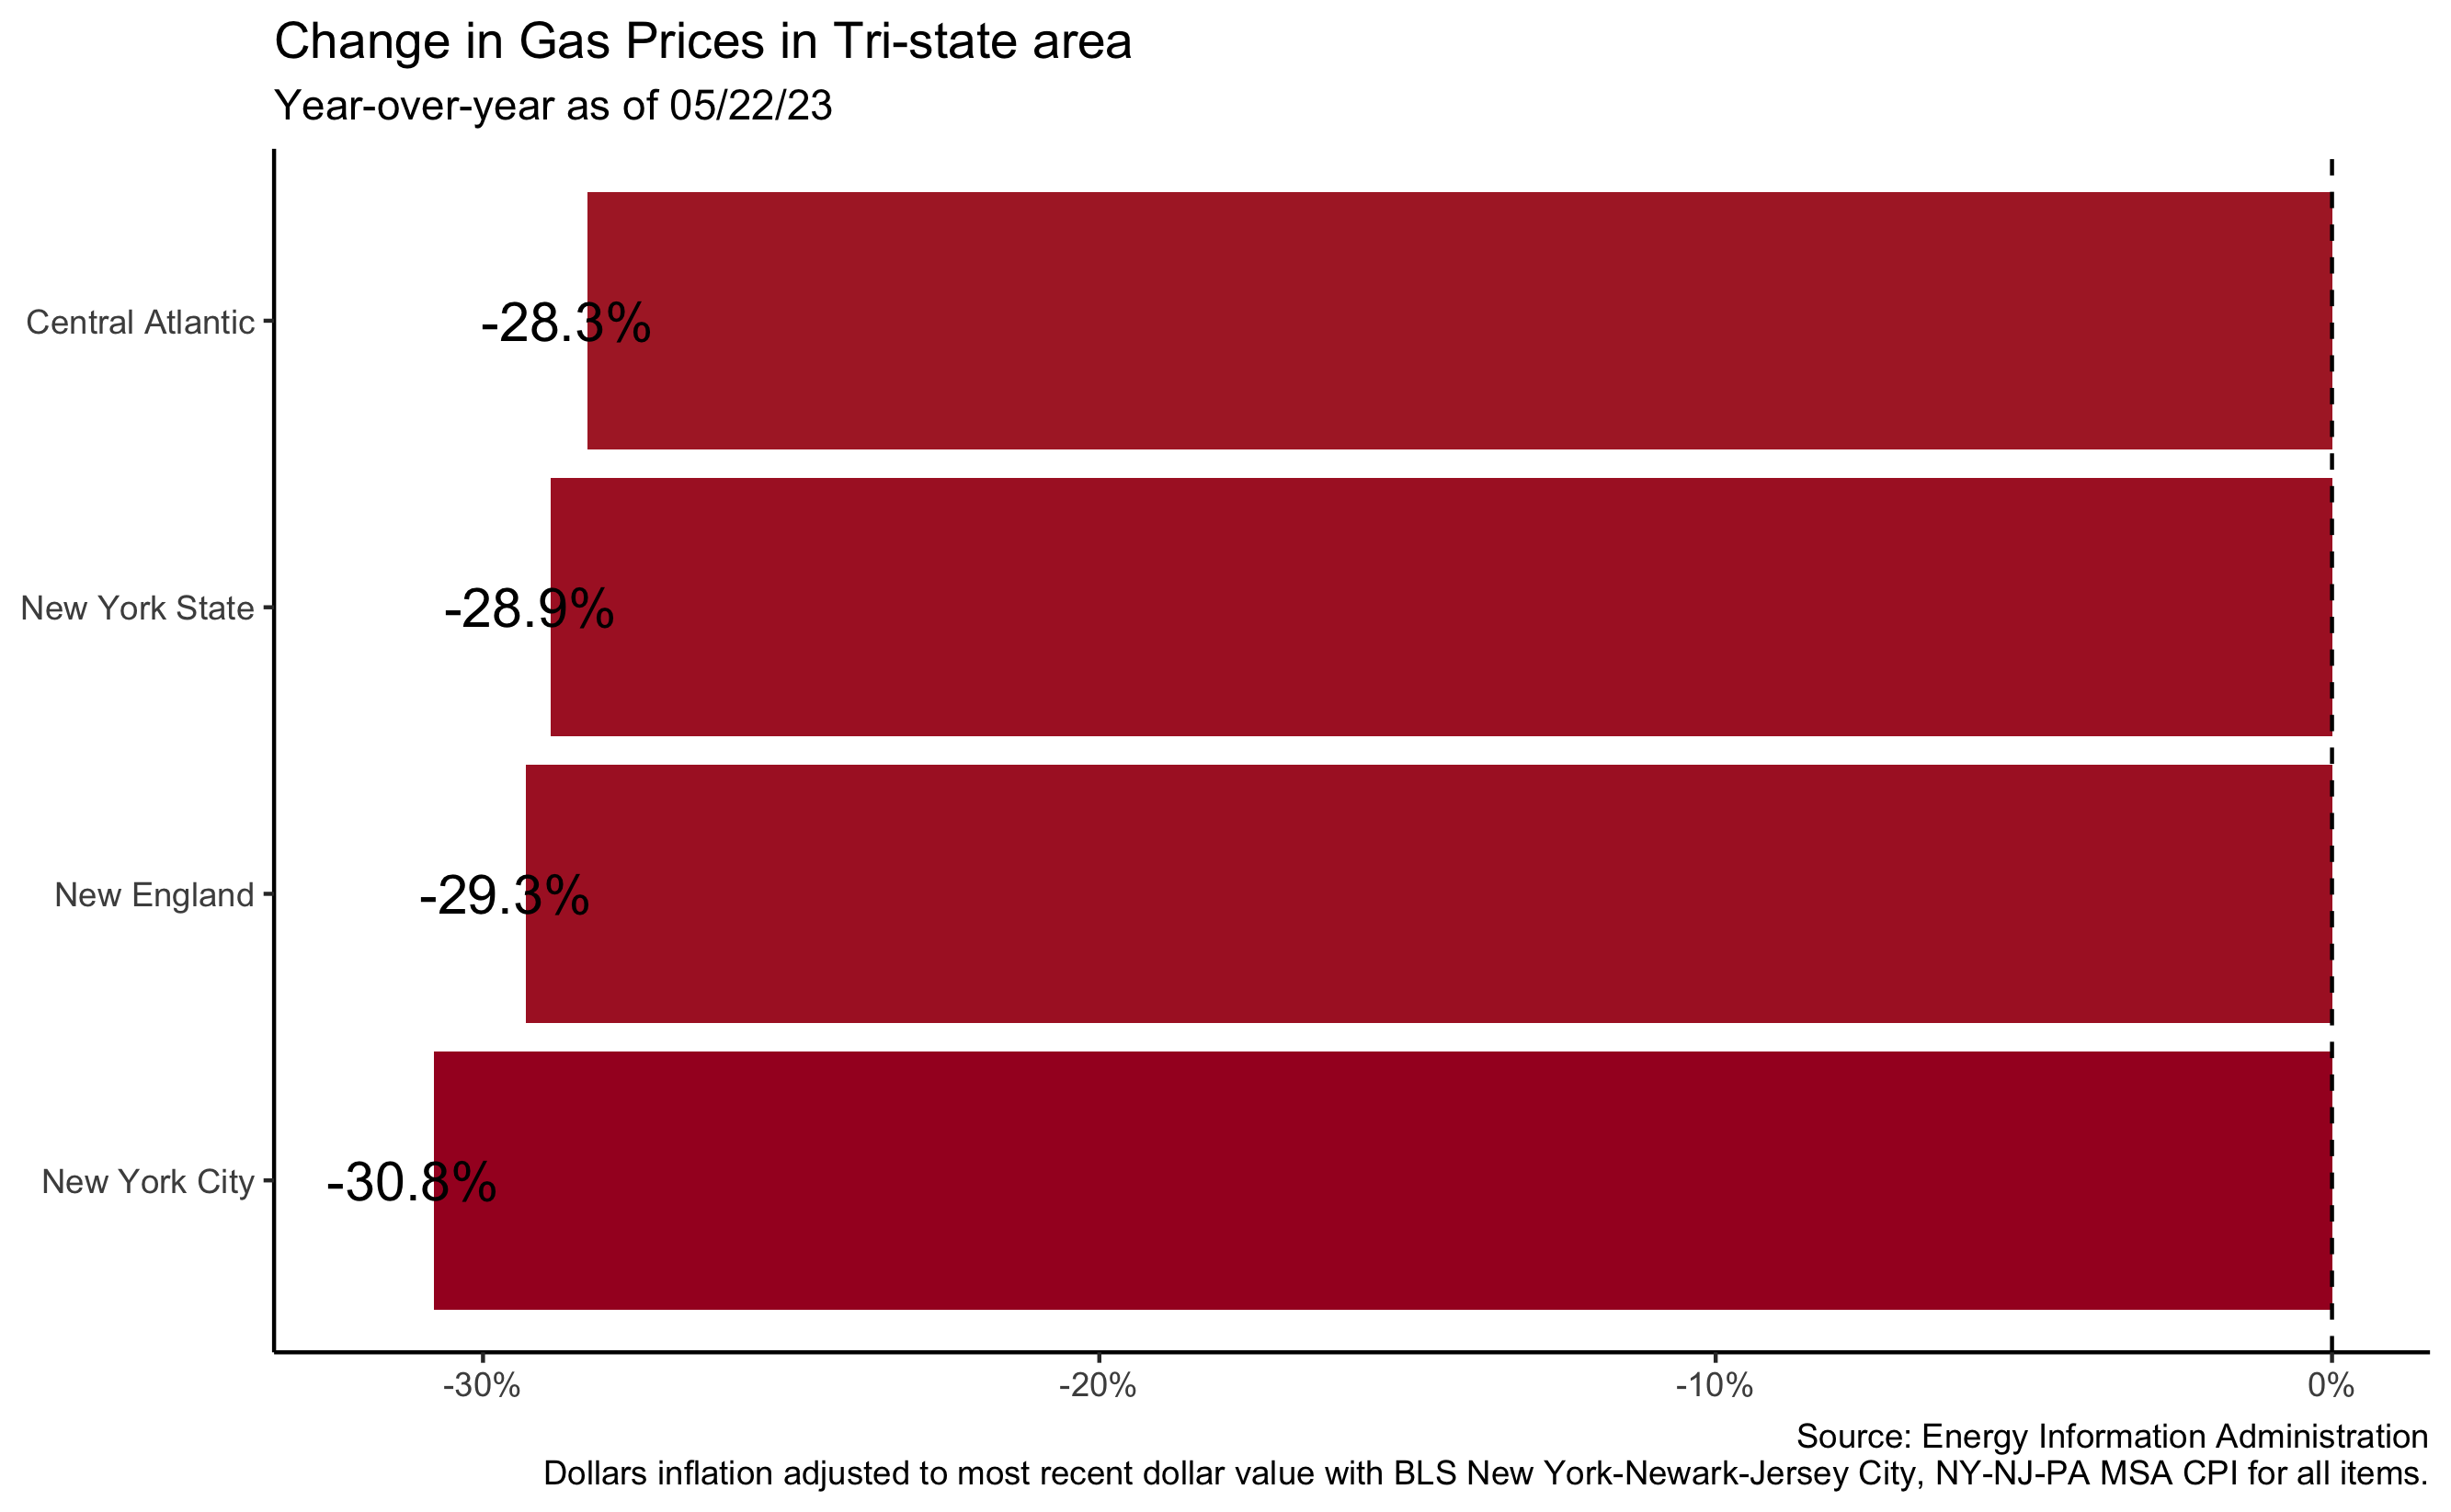 Change in Gas Prices in Tri-state area
Year-over-year as of 05/22/23
Central Atlantic
-28.3%
New York State
-28.9%
New England
-29.3%
New York City
-30.8%
-30%
-20%
-10%
0%
Source: Energy Information Administration
Dollars inflation adjusted to most recent dollar value with BLS New York-Newark-Jersey City, NY-NJ-PA MSA CPI for all items.